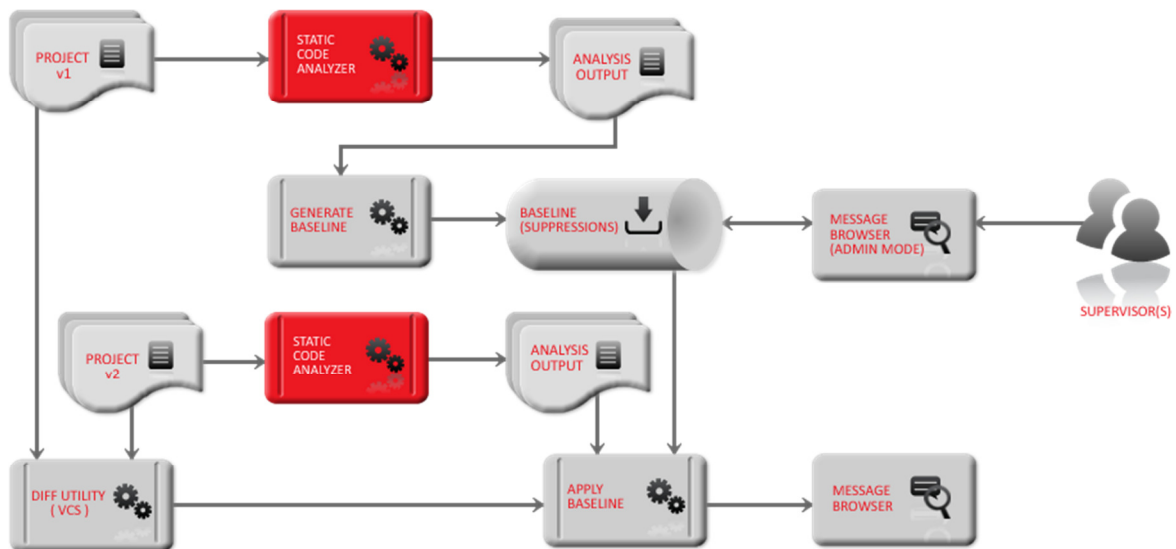 PROJECT
v1
STATIC
CODE
ANALYZER
ANALYSIS
OUTPUT
GENERATE
BASELINE
BASELINE
(SUPPRESSIONS)
MESSAGE
BROWSER
(ADMIN MODE)
SUPERVISOR(S)
PROJECT
v2
STATIC
CODE
ANALYZER
ANALYSIS
OUTPUT
DIFF UTILITY
( VCS )
APPLY
BASELINE
MESSAGE
BROWSER